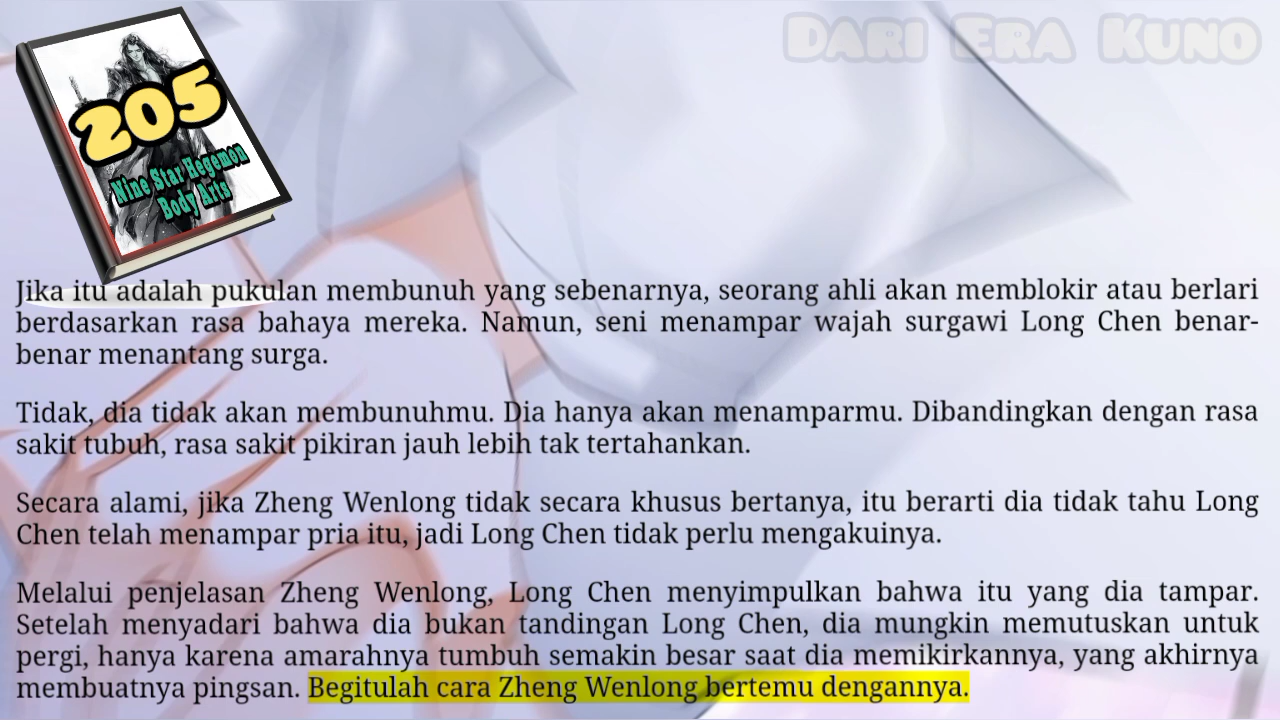 Dari Era Kuno
205
Nine Star Hegemon
Body Arts
Jika itu adalah pukulan membunuh yang sebenarnya, seorang ahli akan memblokir atau berlari
berdasarkan rasa bahaya mereka. Namun, seni menampar wajah surgawi Long Chen benar-
benar menantang surga.
Tidak, dia tidak akan membunuhmu. Dia hanya akan menamparmu. Dibandingkan dengan rasa
sakit tubuh, rasa sakit pikiran jauh lebih tak tertahankan.
Secara alami, jika Zheng Wenlong tidak secara khusus bertanya, itu berarti dia tidak tahu Long
Chen telah menampar pria itu, jadi Long Chen tidak perlu mengakuinya.
Melalui penjelasan Zheng Wenlong, Long Chen menyimpulkan bahwa itu yang dia tampar.
Setelah menyadari bahwa dia bukan tandingan Long Chen, dia mungkin memutuskan untuk
pergi, hanya karena amarahnya tumbuh semakin besar saat dia memikirkannya, yang akhirnya
membuatnya pingsan. Begitulah cara Zheng Wenlong bertemu dengannya.